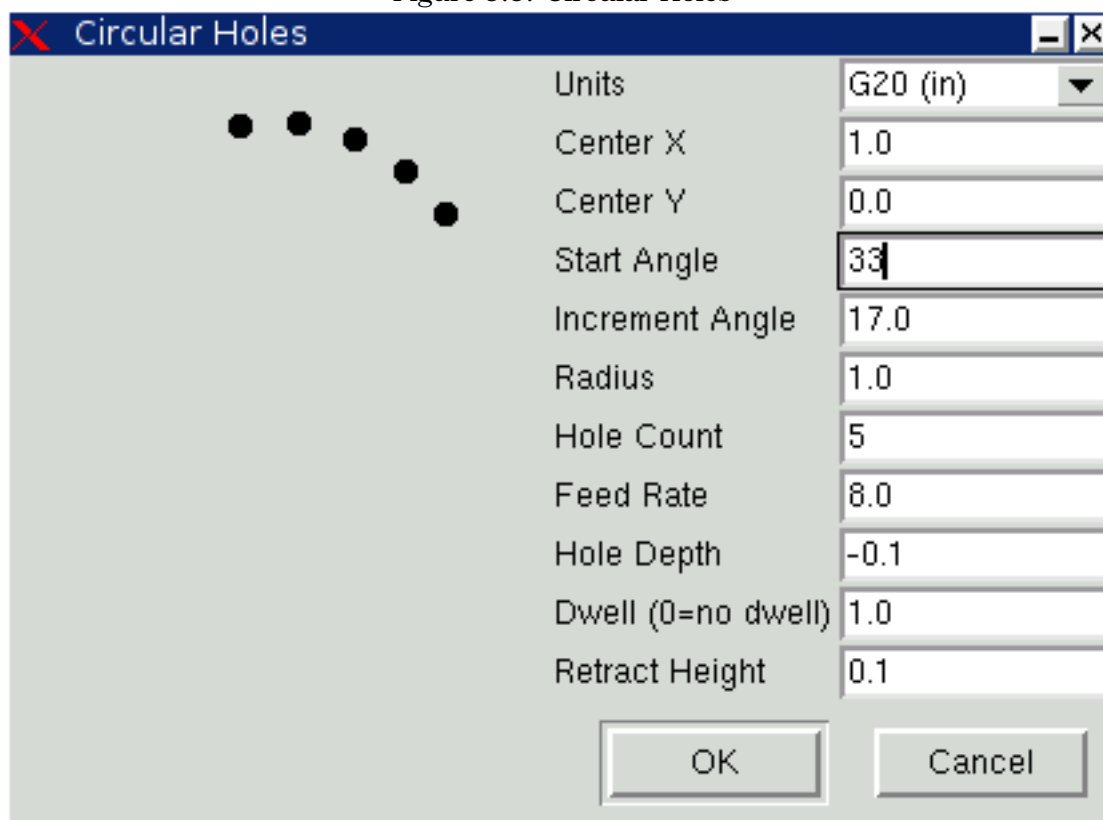 Circular Holes
Units G20 (in)
Center X 1.0
Center Y 0.0
Start Angle 33
Increment Angle 17.0
Radius 1.0
Hole Count 5
Feed Rate 8.0
Hole Depth -0.1
Dwell (0=no dwell) 1.0
Retract Height 0.1
OK Cancel